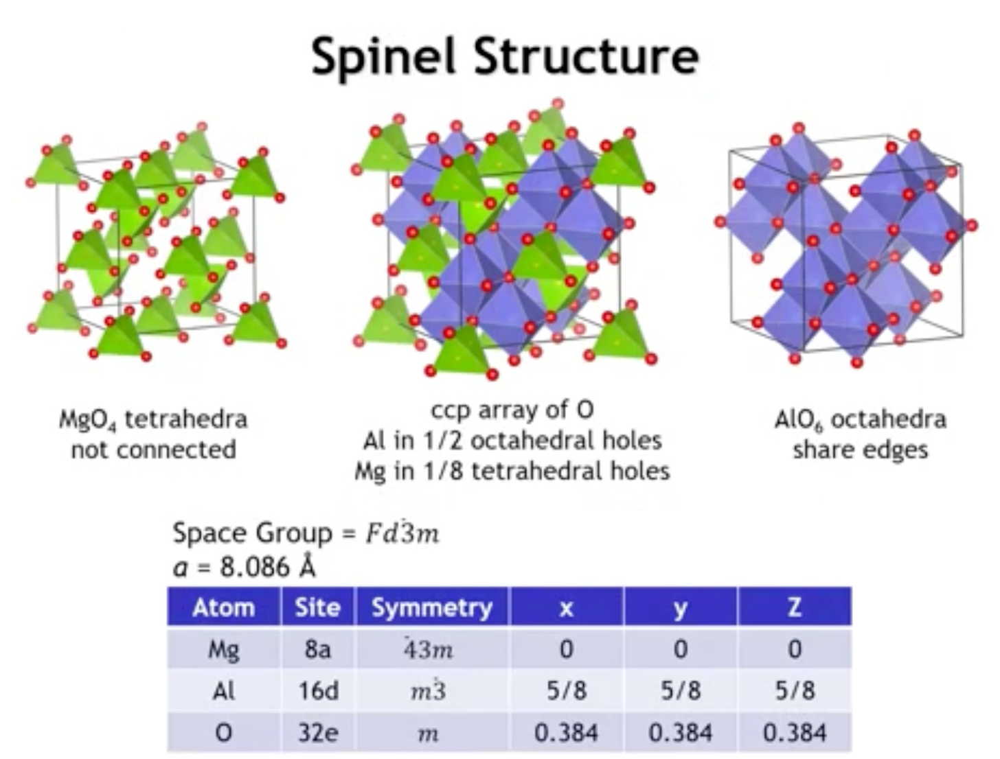 Spinel Structure
MgO₄ tetrahedra
not connected
ccp array of O
Al in 1/2 octahedral holes
Mg in 1/8 tetrahedral holes
AlO₆ octahedra
share edges
Space Group = Fd3̄m
a = 8.086 Å
Atom Site Symmetry x y Z
Mg 8a 4̄3m 0 0 0
Al 16d m3̄ 5/8 5/8 5/8
O 32e m 0.384 0.384 0.384